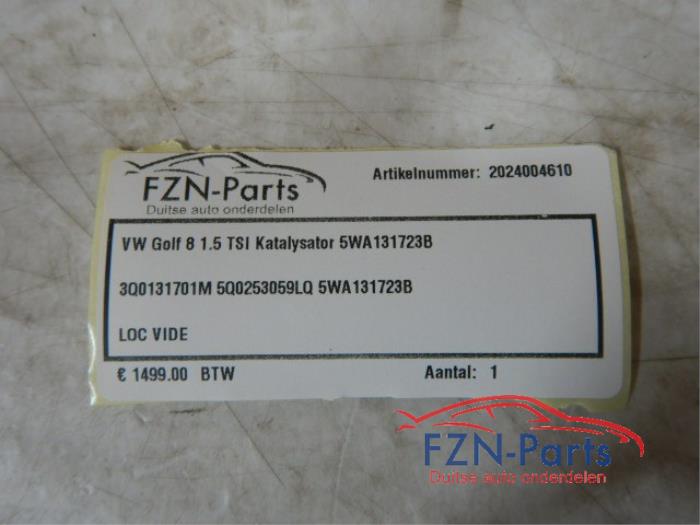 FZN-Parts
Duitse auto onderdelen
Artikelnummer: 2024004610
VW Golf 8 1.5 TSI Katalysator 5WA131723B
3Q0131701M 5Q0253059LQ 5WA131723B
LOC VIDE
€ 1499.00 BTW
Aantal: 1
FZN-Parts
Duitse auto onderdelen